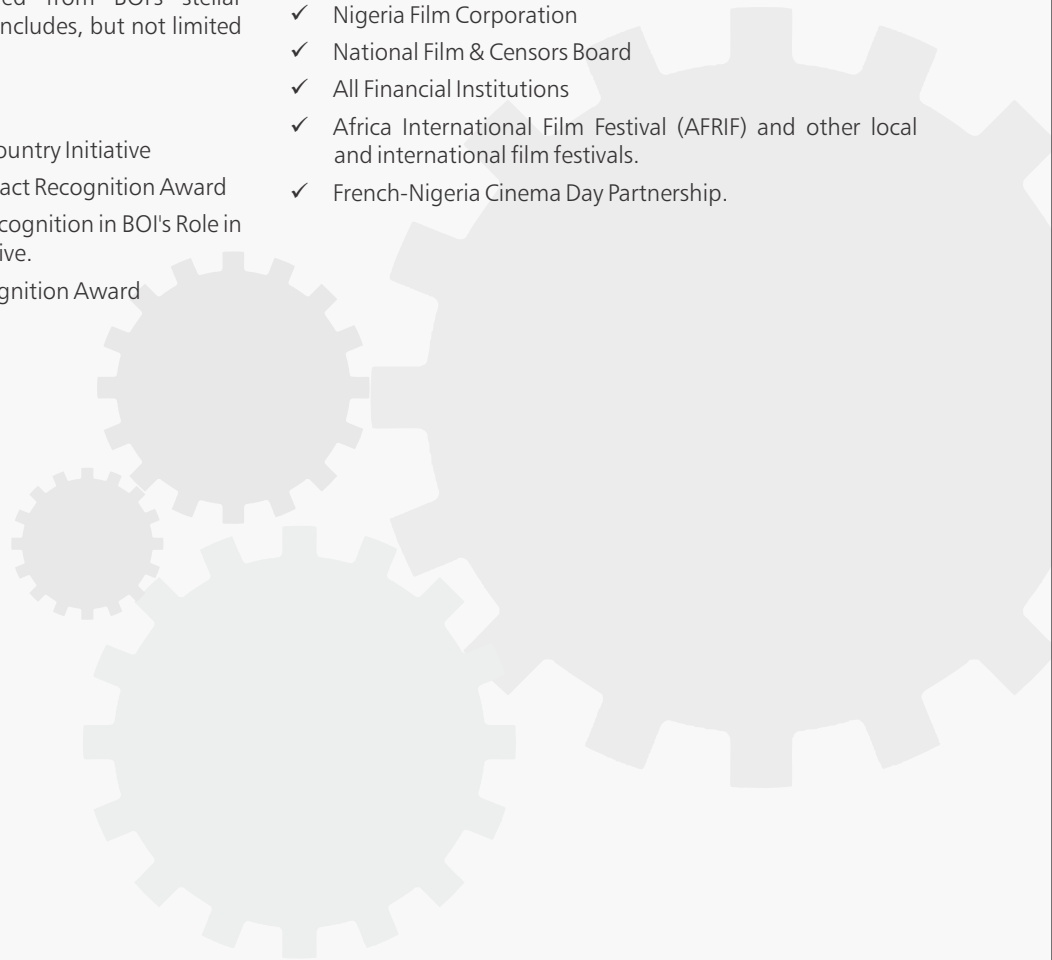 from BOI's stellar
ncludes, but not limited
ountry Initiative
act Recognition Award
cognition in BOI's Role in
ive.
gnition Award
✓ Nigeria Film Corporation
✓ National Film & Censors Board
✓ All Financial Institutions
✓ Africa International Film Festival (AFRIF) and other local
and international film festivals.
✓ French-Nigeria Cinema Day Partnership.